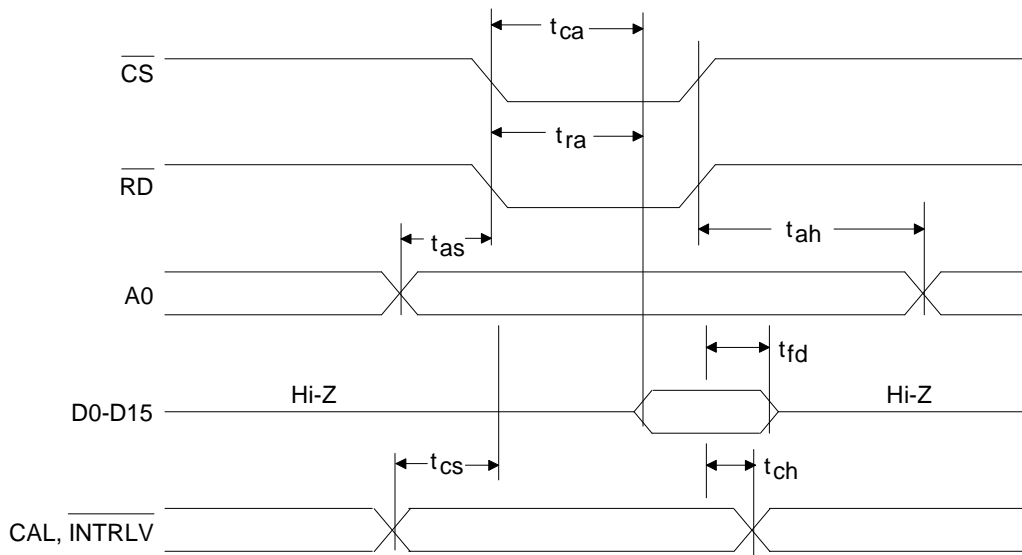 tca
CS
tra
RD
tas
tah
A0
tfd
Hi-Z
Hi-Z
D0-D15
tcs
tch
CAL, INTRLV